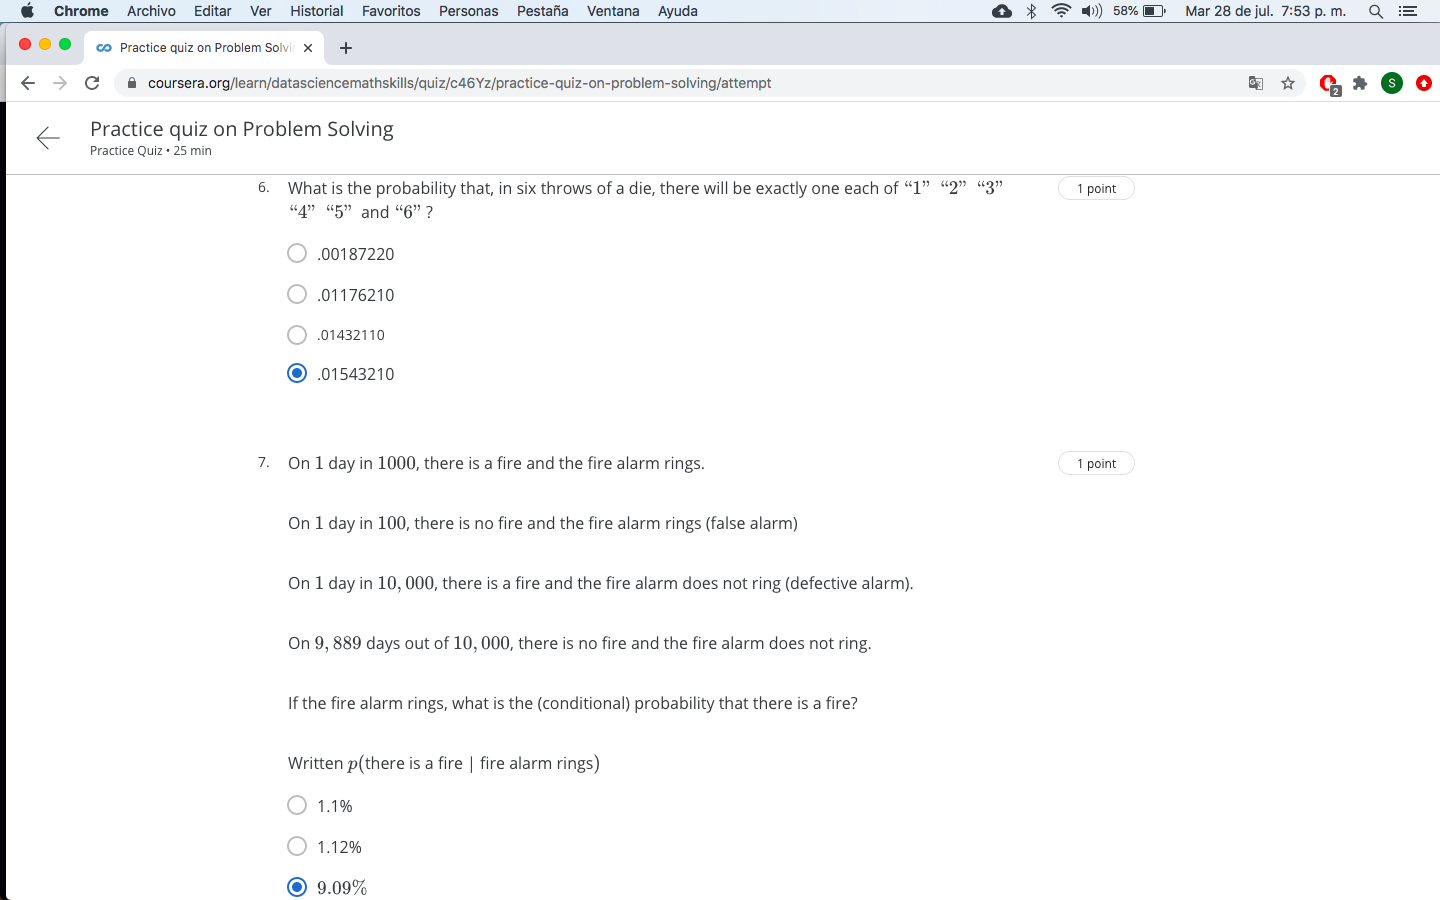 Chrome Archivo Editar Ver Historial Favoritos Personas Pestaña Ventana Ayuda 58% Mar 28 de jul. 7:53 p. m.
Practice quiz on Problem Solvi
coursera.org/learn/datasciencemathskills/quiz/c46Yz/practice-quiz-on-problem-solving/attempt 2 S
Practice quiz on Problem Solving
Practice Quiz • 25 min
6. What is the probability that, in six throws of a die, there will be exactly one each of “1” “2” “3” 1 point
“4” “5” and “6” ?
.00187220
.01176210
.01432110
.01543210
7. On 1 day in 1000, there is a fire and the fire alarm rings. 1 point
On 1 day in 100, there is no fire and the fire alarm rings (false alarm)
On 1 day in 10, 000, there is a fire and the fire alarm does not ring (defective alarm).
On 9, 889 days out of 10, 000, there is no fire and the fire alarm does not ring.
If the fire alarm rings, what is the (conditional) probability that there is a fire?
Written p(there is a fire | fire alarm rings)
1.1%
1.12%
9.09%